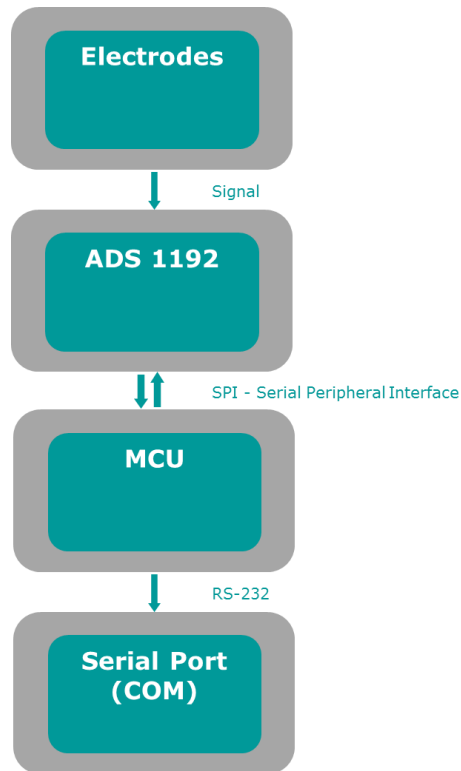 Electrodes
Signal
ADS 1192
SPI - Serial Peripheral Interface
MCU
RS-232
Serial Port
(COM)